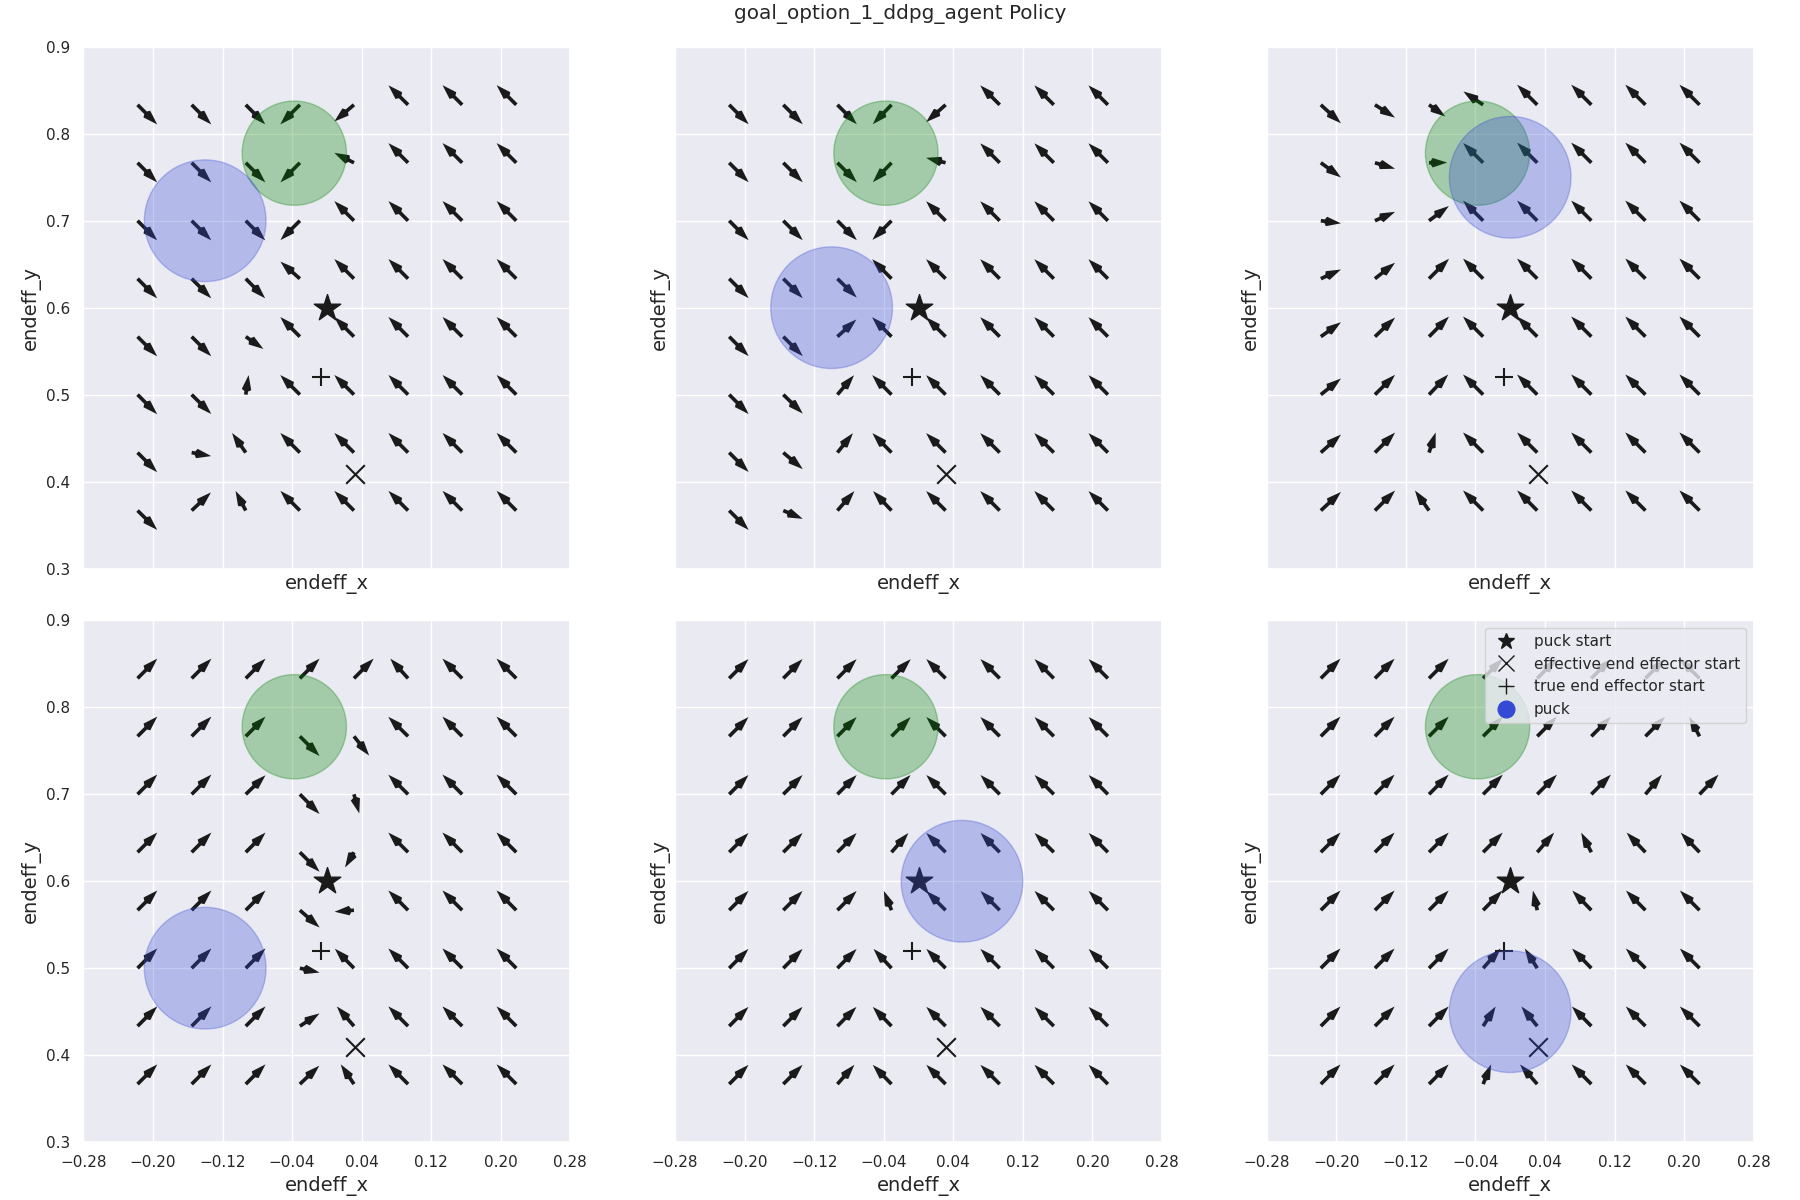 goal_option_1_ddpg_agent Policy
0.9
0.8
0.7
0.6
0.5
0.4
0.3
endeff_y
endeff_y
endeff_y
endeff_x
endeff_x
endeff_x
0.9
0.8
0.7
0.6
0.5
0.4
0.3
endeff_y
endeff_y
endeff_y
puck start
effective end effector start
true end effector start
puck
−0.28 −0.20 −0.12 −0.04 0.04 0.12 0.20 0.28
−0.28 −0.20 −0.12 −0.04 0.04 0.12 0.20 0.28
−0.28 −0.20 −0.12 −0.04 0.04 0.12 0.20 0.28
endeff_x
endeff_x
endeff_x